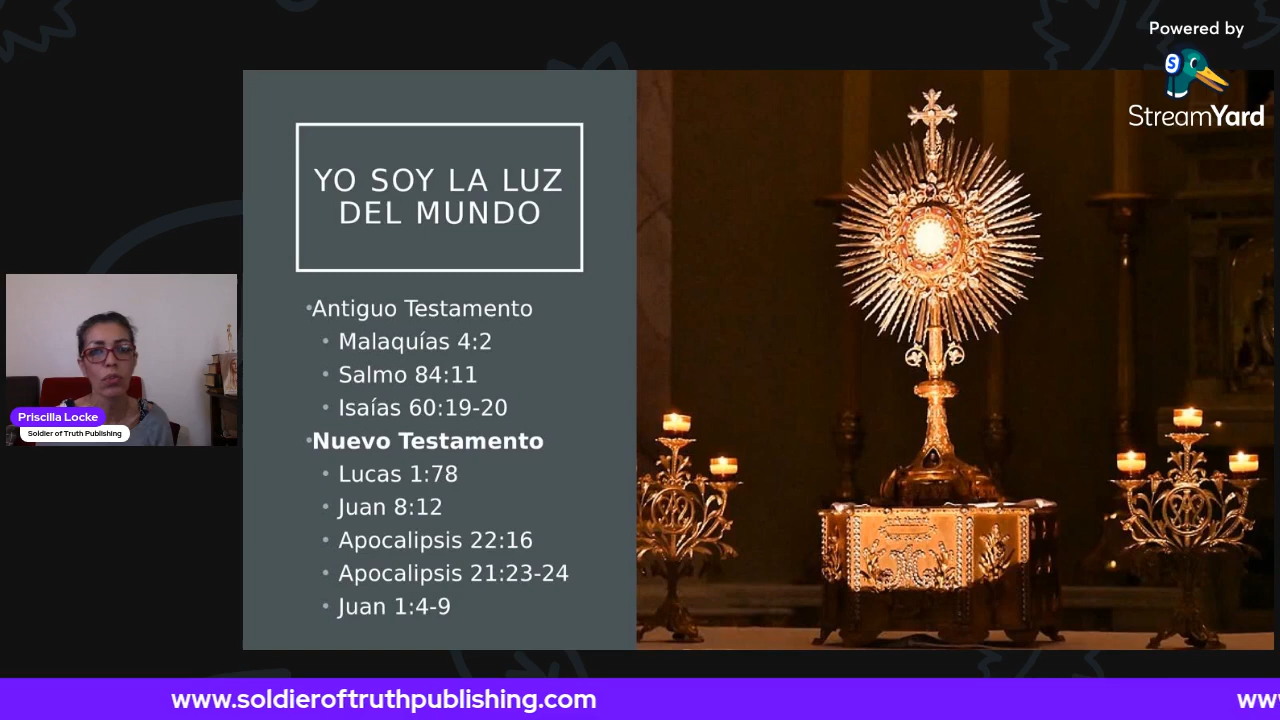 Powered by
StreamYard
YO SOY LA LUZ
DEL MUNDO
•Antiguo Testamento
• Malaquías 4:2
• Salmo 84:11
• Isaías 60:19-20
•Nuevo Testamento
• Lucas 1:78
• Juan 8:12
• Apocalipsis 22:16
• Apocalipsis 21:23-24
• Juan 1:4-9
Priscilla Locke
Soldier of Truth Publishing
www.soldieroftruthpublishing.com
ww